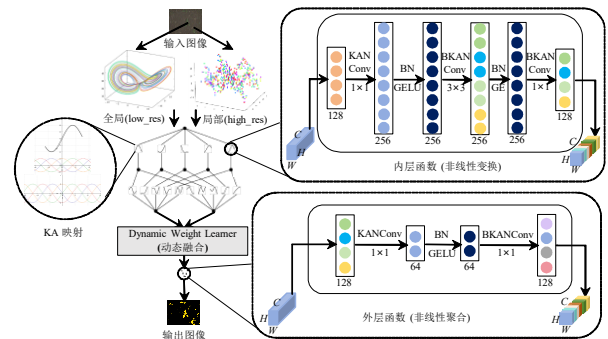 输入图像
全局(low_res)
局部(high_res)
KA 映射
Dynamic Weight Learner
(动态融合)
输出图像
C
H
W
128
KAN
Conv
1×1
256
BN
GELU
256
BKAN
Conv
3×3
256
BN
GE
256
BKAN
Conv
1×1
128
C
H
W
内层函数 (非线性变换)
C
H
W
128
KANConv
1×1
64
BN
GELU
64
BKANConv
1×1
128
C
H
W
外层函数 (非线性聚合)